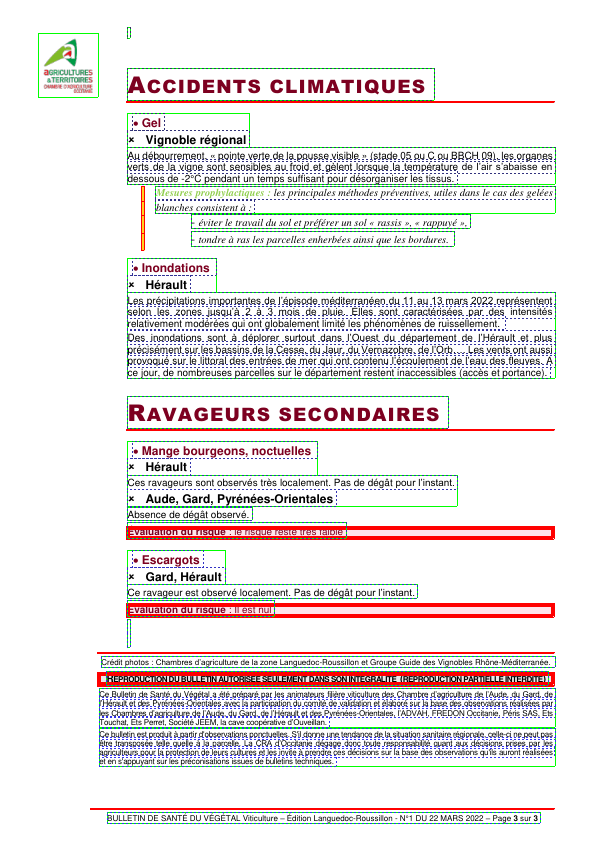 AGRICULTURES
& TERRITOIRES
CHAMBRE D'AGRICULTURE
OCCITANIE
ACCIDENTS CLIMATIQUES
• Gel
Vignoble régional
Au débourrement, « pointe verte de la pousse visible » (stade 05 ou C ou BBCH 09), les organes
verts de la vigne sont sensibles au froid et gèlent lorsque la température de l'air s'abaisse en
dessous de -2°C pendant un temps suffisant pour désorganiser les tissus.
Mesures prophylactiques : les principales méthodes préventives, utiles dans le cas des gelées
blanches consistent à :
- éviter le travail du sol et préférer un sol « rassis », « rappuyé »,
- tondre à ras les parcelles enherbées ainsi que les bordures.
• Inondations
Hérault
Les précipitations importantes de l'épisode méditerranéen du 11 au 13 mars 2022 représentent
selon les zones jusqu'à 2 à 3 mois de pluie. Elles sont caractérisées par des intensités
relativement modérées qui ont globalement limité les phénomènes de ruissellement.
Des inondations sont à déplorer surtout dans l'Ouest du département de l'Hérault et plus
précisément sur les bassins de la Cesse, du Jaur, du Vernazobre, de l'Orb… Les vents ont aussi
provoqué sur le littoral des entrées de mer qui ont contenu l'écoulement de l'eau des fleuves. A
ce jour, de nombreuses parcelles sur le département restent inaccessibles (accès et portance).
RAVAGEURS SECONDAIRES
• Mange bourgeons, noctuelles
Hérault
Ces ravageurs sont observés très localement. Pas de dégât pour l'instant.
Aude, Gard, Pyrénées-Orientales
Absence de dégât observé.
Evaluation du risque : le risque reste très faible
• Escargots
Gard, Hérault
Ce ravageur est observé localement. Pas de dégât pour l'instant.
Evaluation du risque : Il est nul
Crédit photos : Chambres d'agriculture de la zone Languedoc-Roussillon et Groupe Guide des Vignobles Rhône-Méditerranée.
REPRODUCTION DU BULLETIN AUTORISÉE SEULEMENT DANS SON INTÉGRALITÉ (REPRODUCTION PARTIELLE INTERDITE)
Ce Bulletin de Santé du Végétal a été préparé par les animateurs filière viticulture des Chambres d'agriculture de l'Aude, du Gard, de
l'Hérault et des Pyrénées-Orientales avec la participation du comité de validation et élaboré sur la base des observations réalisées par
les Chambres d'agriculture de l'Aude, du Gard, de l'Hérault et des Pyrénées-Orientales, l'ADVAH, FREDON Occitanie, Péris SAS, Ets
Touchat, Ets Perret, Société JEEM, la cave coopérative d'Ouveillan.
Ce bulletin est produit à partir d'observations ponctuelles. S'il donne une tendance de la situation sanitaire régionale, celle-ci ne peut pas
être transposée telle quelle à la parcelle. La CRA d'Occitanie dégage donc toute responsabilité quant aux décisions prises par les
agriculteurs pour la protection de leurs cultures et les invite à prendre ces décisions sur la base des observations qu'ils auront réalisées
et en s'appuyant sur les préconisations issues de bulletins techniques.
BULLETIN DE SANTÉ DU VÉGÉTAL Viticulture – Édition Languedoc-Roussillon - N°1 DU 22 MARS 2022 – Page 3 sur 3